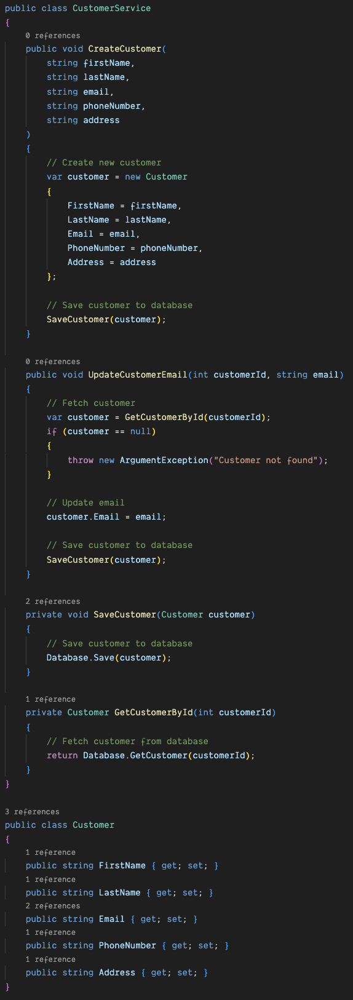 public class CustomerService
{
0 references
public void CreateCustomer(
string firstName,
string lastName,
string email,
string phoneNumber,
string address
)
{
// Create new customer
var customer = new Customer
{
FirstName = firstName,
LastName = lastName,
Email = email,
PhoneNumber = phoneNumber,
Address = address
};
// Save customer to database
SaveCustomer(customer);
}
0 references
public void UpdateCustomerEmail(int customerId, string email)
{
// Fetch customer
var customer = GetCustomerById(customerId);
if (customer == null)
{
throw new ArgumentException("Customer not found");
}
// Update email
customer.Email = email;
// Save customer to database
SaveCustomer(customer);
}
2 references
private void SaveCustomer(Customer customer)
{
// Save customer to database
Database.Save(customer);
}
1 reference
private Customer GetCustomerById(int customerId)
{
// Fetch customer from database
return Database.GetCustomer(customerId);
}
}
3 references
public class Customer
{
1 reference
public string FirstName { get; set; }
1 reference
public string LastName { get; set; }
2 references
public string Email { get; set; }
1 reference
public string PhoneNumber { get; set; }
1 reference
public string Address { get; set; }
}